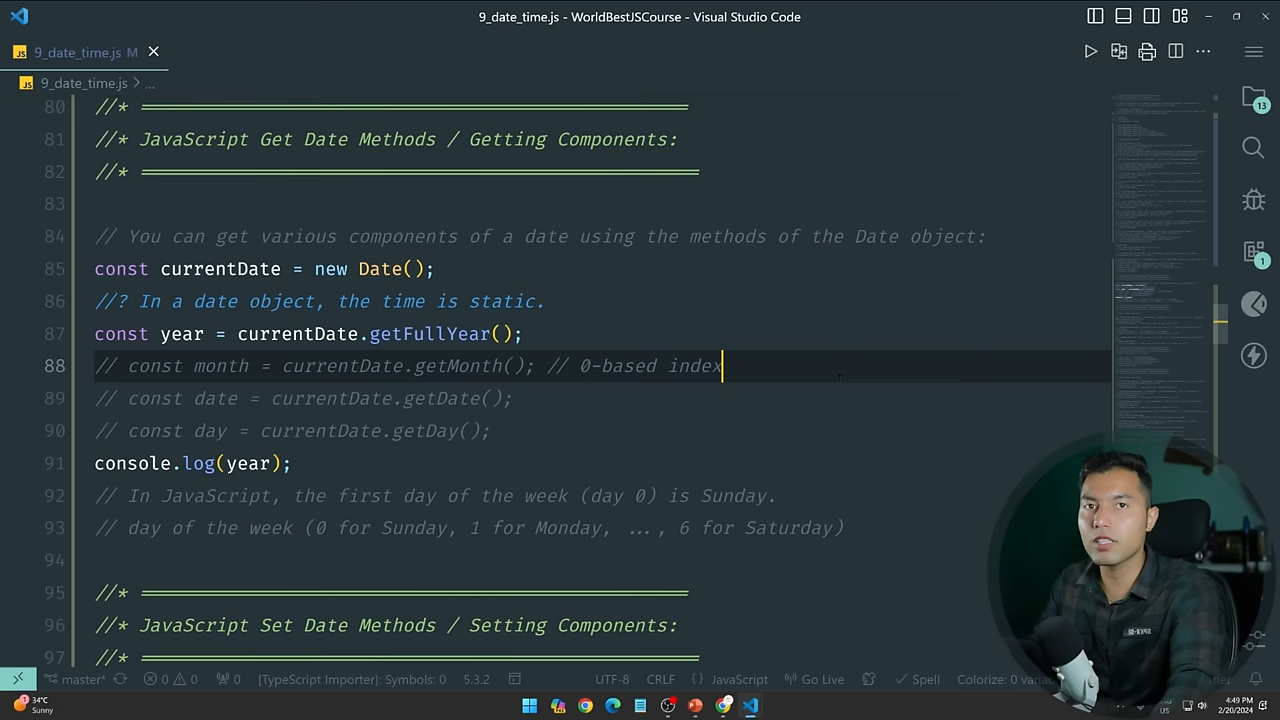 9_date_time.js - WorldBestJSCourse - Visual Studio Code
JS 9_date_time.js M
JS 9_date_time.js > ...
80 //* ==================================================
81 //* JavaScript Get Date Methods / Getting Components:
82 //* ===================================================
83
84 // You can get various components of a date using the methods of the Date object:
85 const currentDate = new Date();
86 //? In a date object, the time is static.
87 const year = currentDate.getFullYear();
88 // const month = currentDate.getMonth(); // 0-based index
89 // const date = currentDate.getDate();
90 // const day = currentDate.getDay();
91 console.log(year);
92 // In JavaScript, the first day of the week (day 0) is Sunday.
93 // day of the week (0 for Sunday, 1 for Monday, ..., 6 for Saturday)
94
95 //* ==================================================
96 //* JavaScript Set Date Methods / Setting Components:
97 //* ===================================================
13
1
master* 0 0 0 [TypeScript Importer]: Symbols: 0 5.3.2 UTF-8 CRLF {} JavaScript Go Live Spell Colorize: 0
34°C
Sunny
US
4:49 PM
2/20/2024